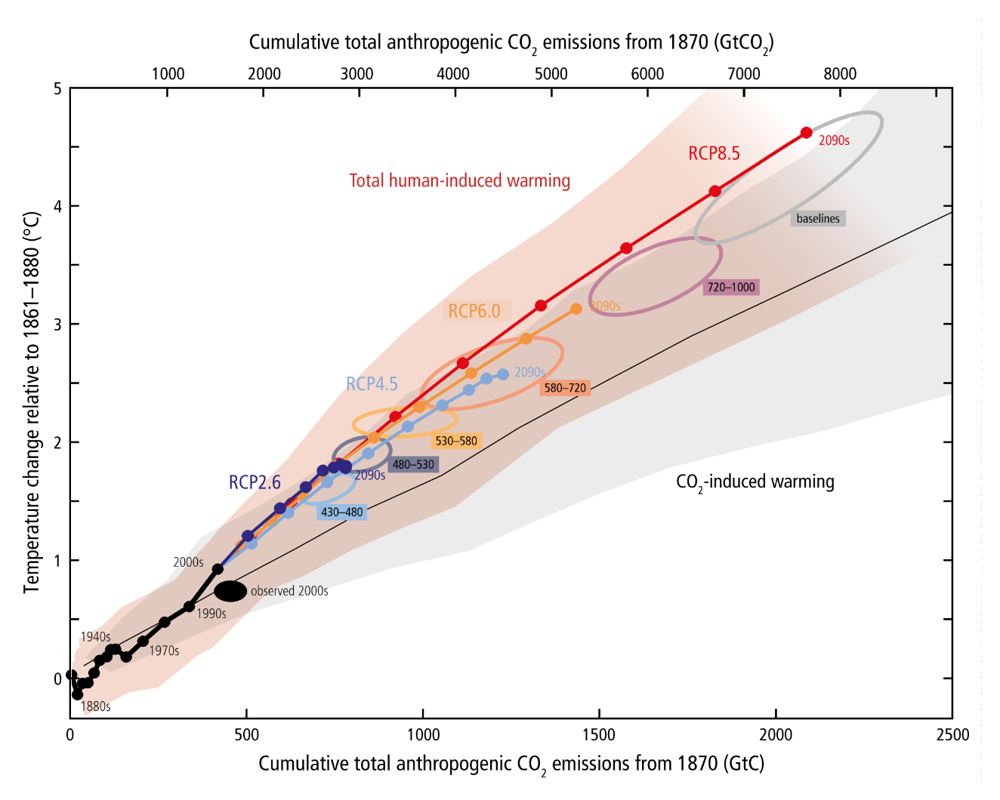 Cumulative total anthropogenic CO₂ emissions from 1870 (GtCO₂)
1000 2000 3000 4000 5000 6000 7000 8000
5
4
3
2
1
0
Temperature change relative to 1861–1880 (°C)
Total human-induced warming
RCP8.5
2090s
baselines
720–1000
RCP6.0
2090s
RCP4.5
2090s
580–720
530–580
480–530
RCP2.6
2090s
430–480
CO₂-induced warming
2000s
observed 2000s
1990s
1940s
1970s
1880s
0 500 1000 1500 2000 2500
Cumulative total anthropogenic CO₂ emissions from 1870 (GtC)